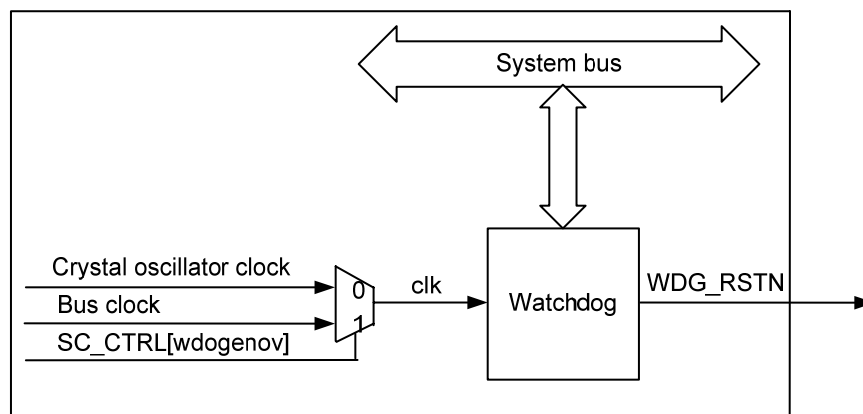 System bus
Crystal oscillator clock
Bus clock
SC_CTRL[wdogenov]
0
1
clk
Watchdog
WDG_RSTN